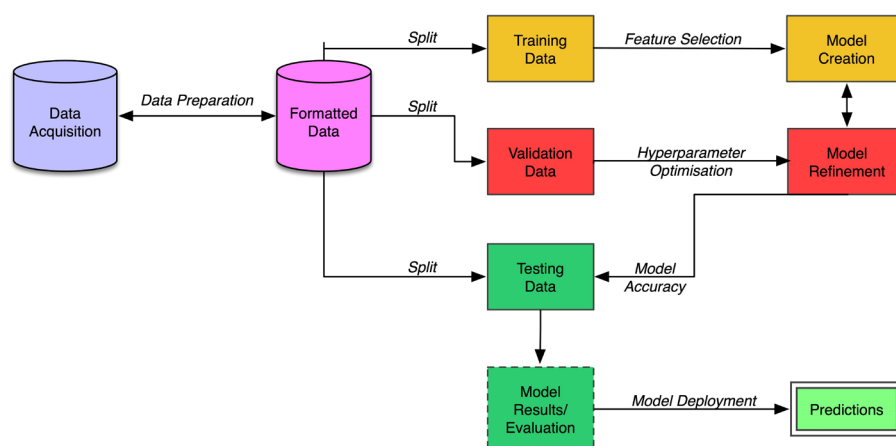 Split
Training
Data
Feature Selection
Model
Creation
Data
Acquisition
Data Preparation
Formatted
Data
Split
Validation
Data
Hyperparameter
Optimisation
Model
Refinement
Split
Testing
Data
Model
Accuracy
Model
Results/
Evaluation
Model Deployment
Predictions